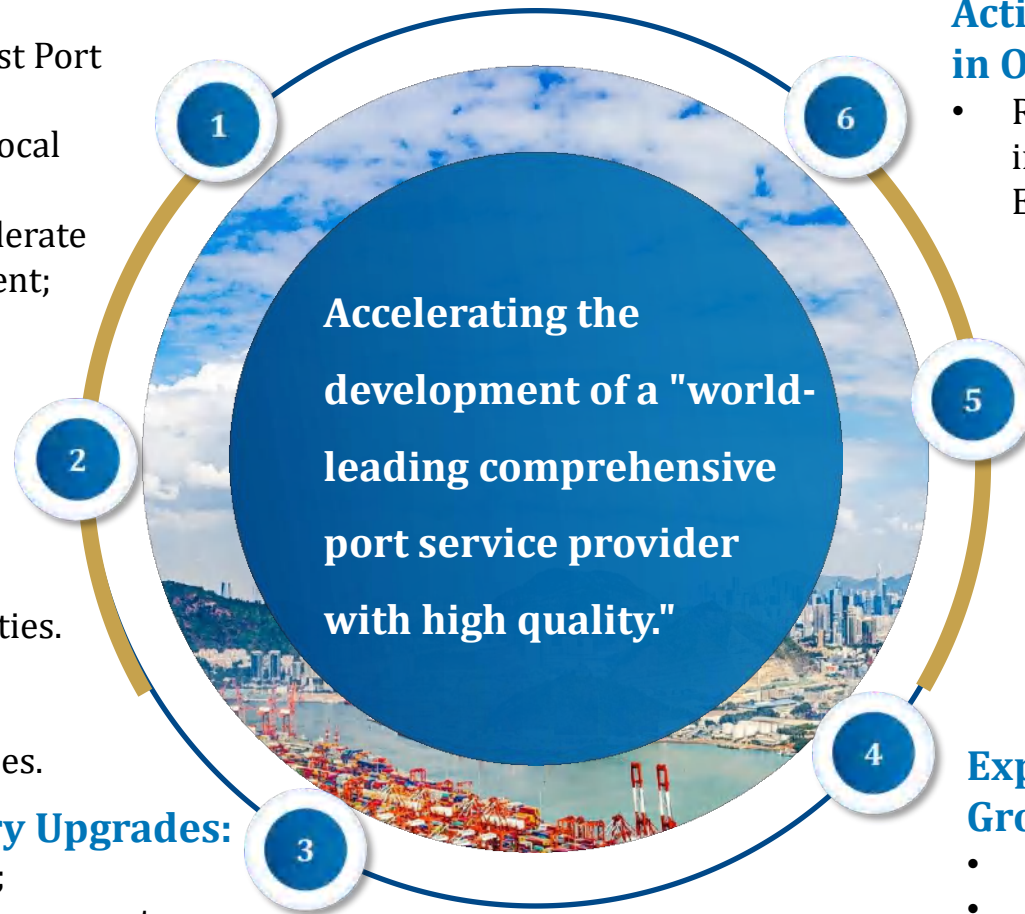 st Port
ocal
lerate
ent;
ties.
es.
ry Upgrades:
;
1
2
3
Accelerating the
development of a "world-
leading comprehensive
port service provider
with high quality."
6
5
4
Acti
in O
• R
i
E
Exp
Gro
•
•